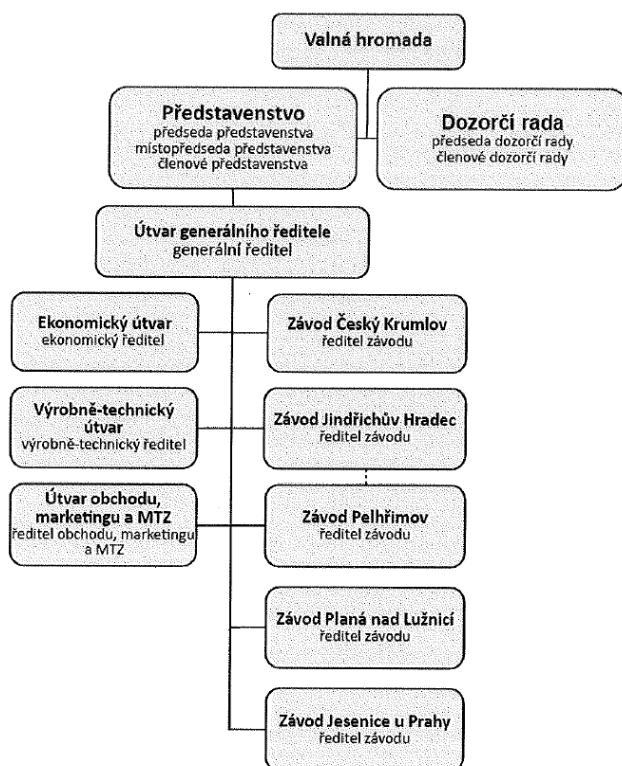 Valná hromada
Představenstvo
předseda představenstva
místopředseda představenstva
členové představenstva
Dozorčí rada
předseda dozorčí rady
členové dozorčí rady
Útvar generálního ředitele
generální ředitel
Ekonomický útvar
ekonomický ředitel
Závod Český Krumlov
ředitel závodu
Výrobně-technický
útvar
výrobně-technický ředitel
Závod Jindřichův Hradec
ředitel závodu
Útvar obchodu,
marketingu a MTZ
ředitel obchodu, marketingu
a MTZ
Závod Pelhřimov
ředitel závodu
Závod Planá nad Lužnicí
ředitel závodu
Závod Jesenice u Prahy
ředitel závodu